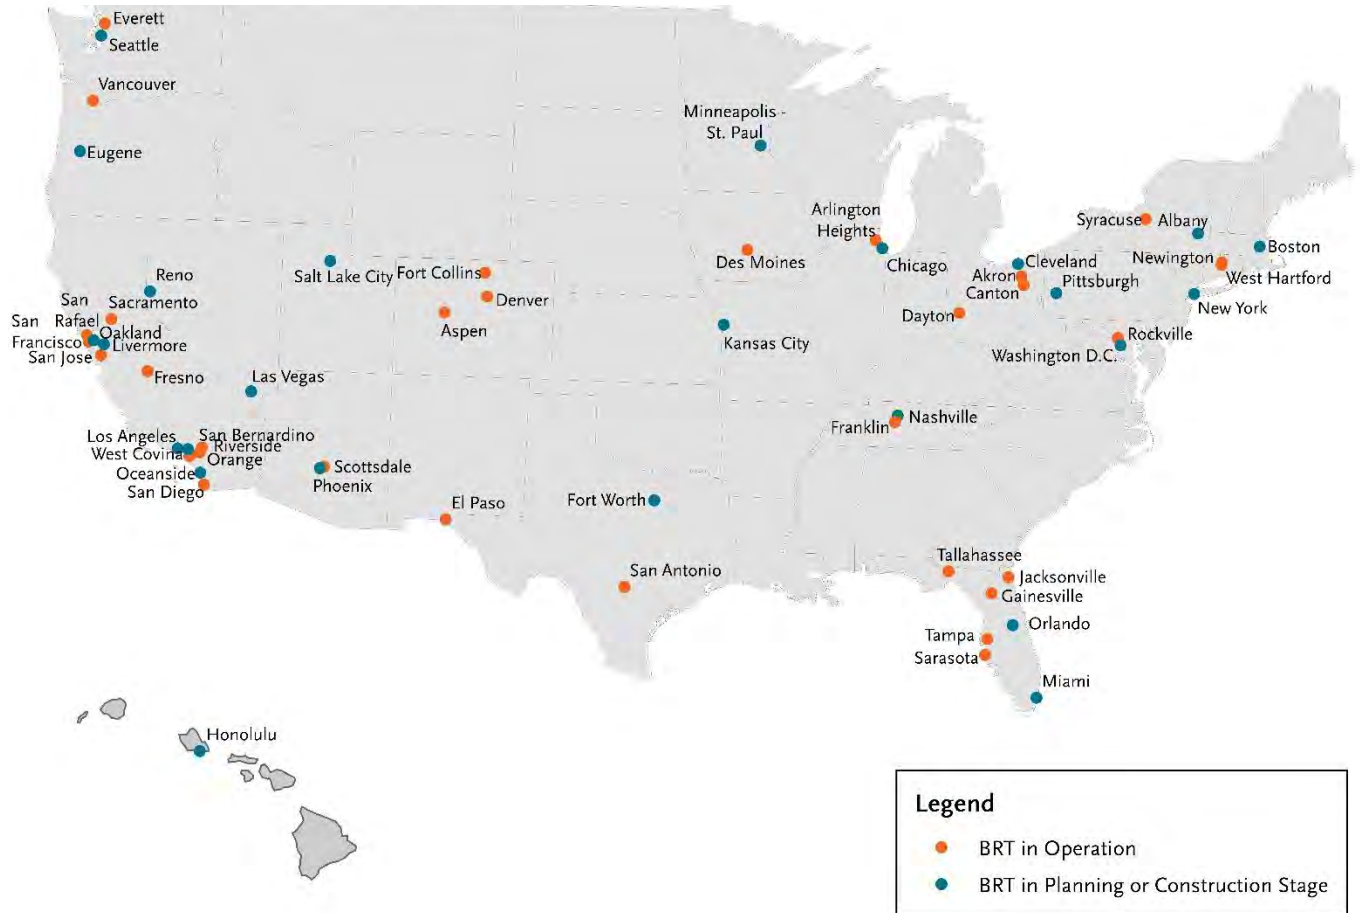 Everett
Seattle
Vancouver
Eugene
Minneapolis -
St. Paul
Arlington
Heights
Chicago
Des Moines
Syracuse
Albany
Boston
Newington
West Hartford
Cleveland
Akron
Canton
Pittsburgh
New York
Dayton
Rockville
Washington D.C.
Reno
Salt Lake City
Fort Collins
Denver
Aspen
Kansas City
San
Rafael
Sacramento
San
Francisco
Oakland
Livermore
San Jose
Fresno
Las Vegas
Los Angeles
San Bernardino
Riverside
West Covina
Orange
Oceanside
San Diego
Scottsdale
Phoenix
Franklin
Nashville
El Paso
Fort Worth
San Antonio
Tallahassee
Jacksonville
Gainesville
Orlando
Tampa
Sarasota
Miami
Honolulu
Legend
BRT in Operation
BRT in Planning or Construction Stage